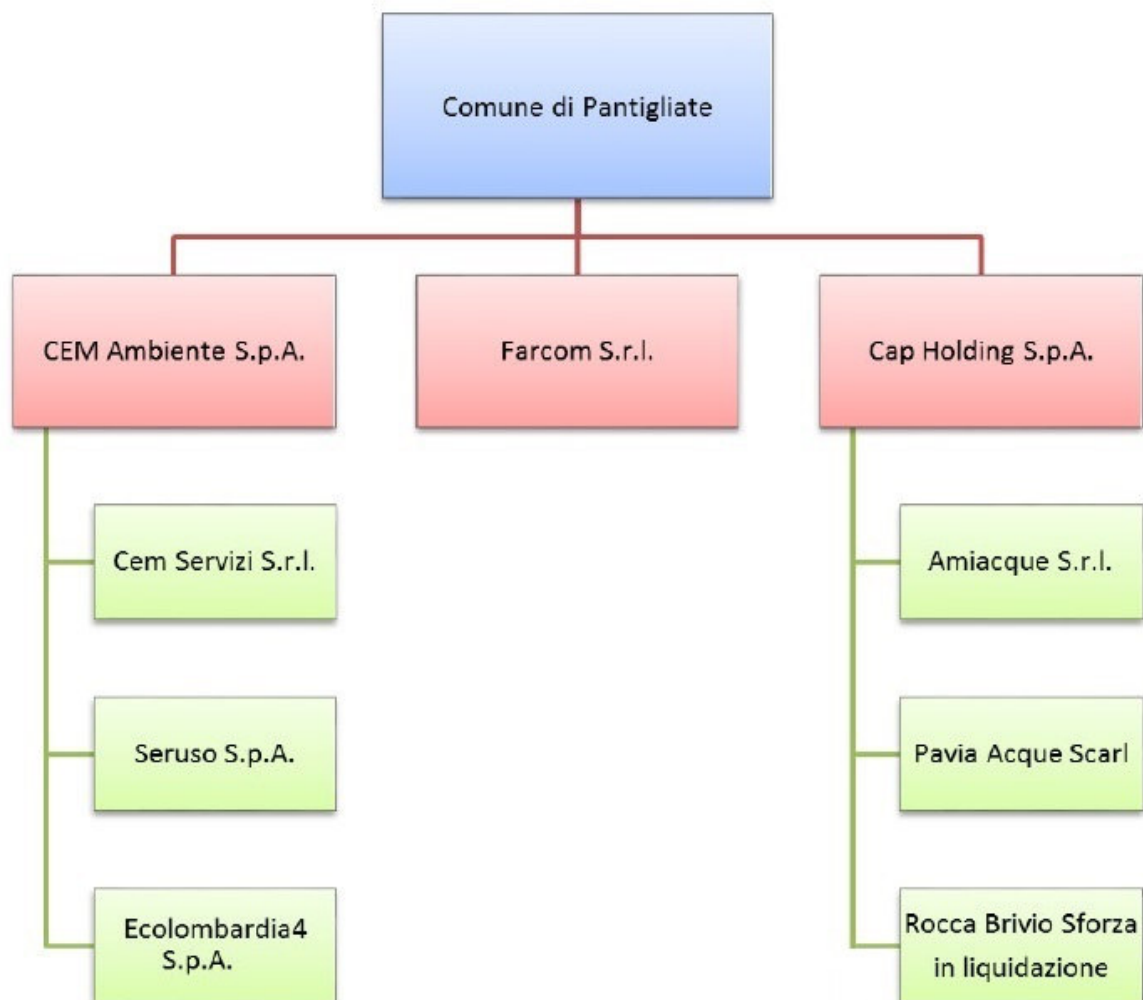 Comune di Pantigliate
CEM Ambiente S.p.A.
Farcom S.r.l.
Cap Holding S.p.A.
Cem Servizi S.r.l.
Amiacque S.r.l.
Seruso S.p.A.
Pavia Acque Scarl
Ecolombardia4
S.p.A.
Rocca Brivio Sforza
in liquidazione